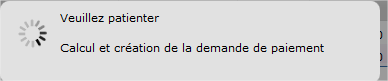 Veuillez patienter
Calcul et création de la demande de paiement